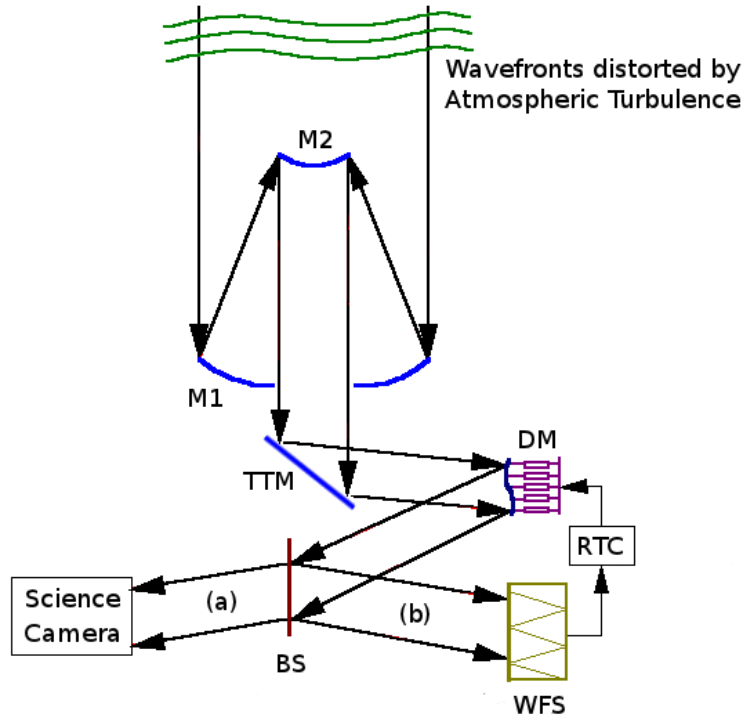 Wavefronts distorted by
Atmospheric Turbulence
M2
M1
TTM
DM
RTC
Science
Camera
(a)
(b)
BS
WFS